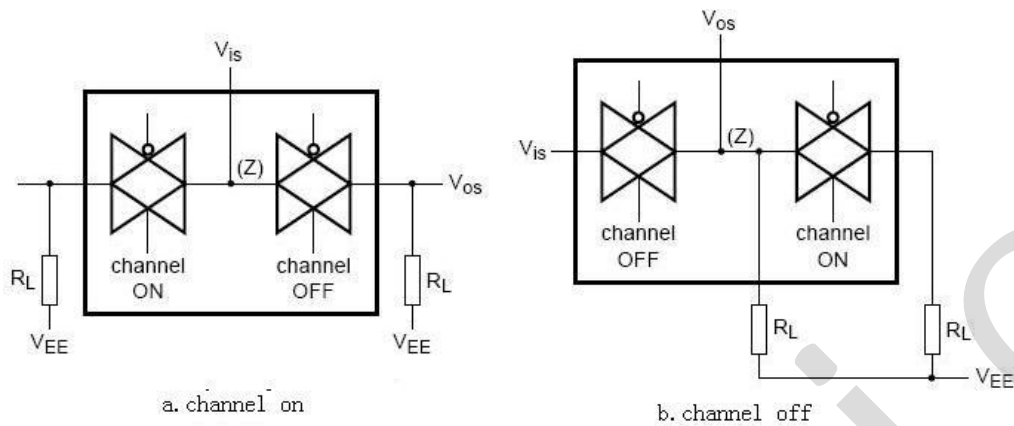 Vis
(Z)
Vos
channel
ON
channel
OFF
RL
RL
VEE
VEE
a. channel on
Vos
Vis
(Z)
channel
OFF
channel
ON
RL
RL
VEE
b. channel off